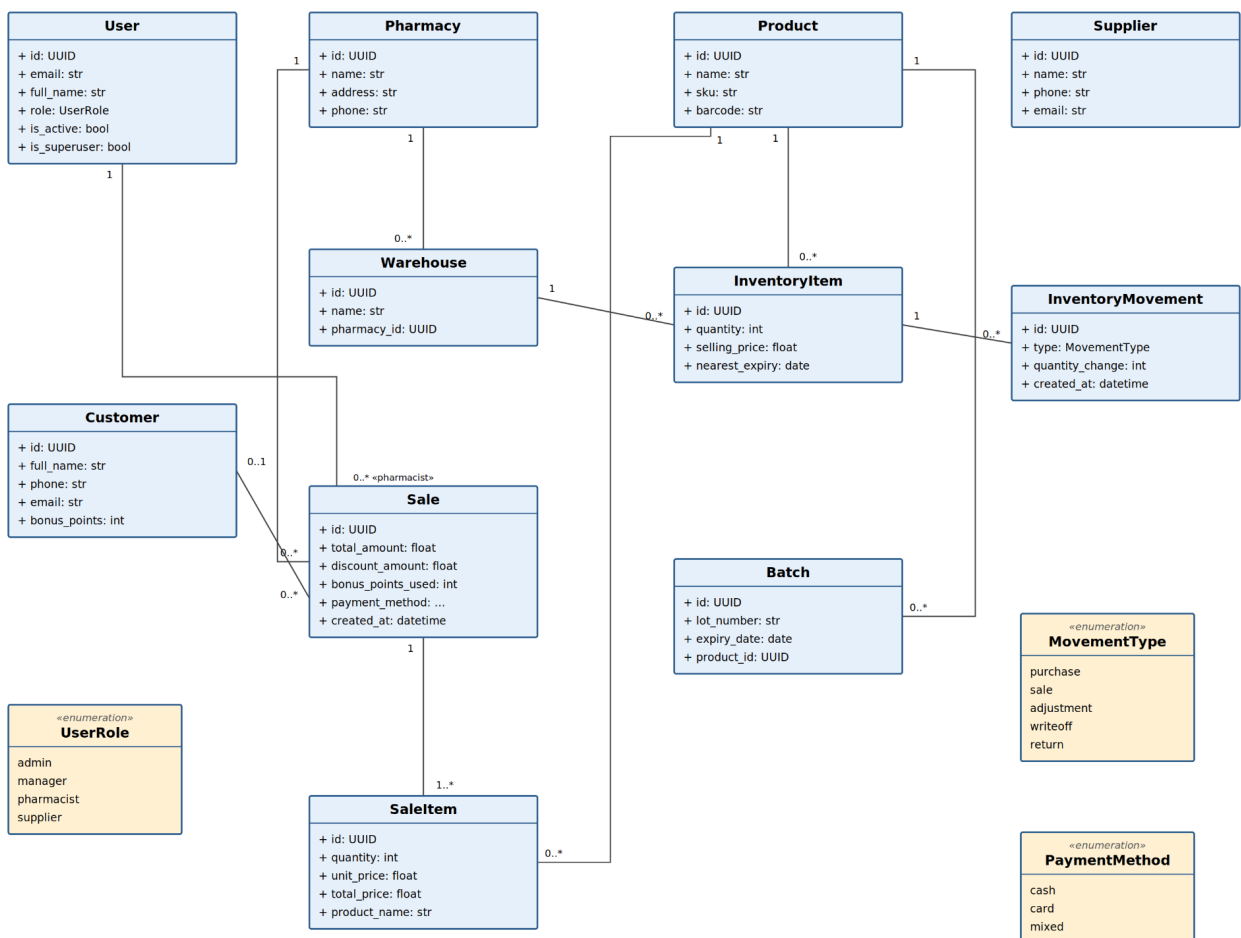 User
+ id: UUID
+ email: str
+ full_name: str
+ role: UserRole
+ is_active: bool
+ is_superuser: bool
1
Pharmacy
+ id: UUID
+ name: str
+ address: str
+ phone: str
1
1
Product
+ id: UUID
+ name: str
+ sku: str
+ barcode: str
1
1
1
Supplier
+ id: UUID
+ name: str
+ phone: str
+ email: str
0..*
Warehouse
+ id: UUID
+ name: str
+ pharmacy_id: UUID
1
0..*
0..*
InventoryItem
+ id: UUID
+ quantity: int
+ selling_price: float
+ nearest_expiry: date
1
0..*
InventoryMovement
+ id: UUID
+ type: MovementType
+ quantity_change: int
+ created_at: datetime
Customer
+ id: UUID
+ full_name: str
+ phone: str
+ email: str
+ bonus_points: int
0..1
0..* «pharmacist»
0..*
0..*
Sale
+ id: UUID
+ total_amount: float
+ discount_amount: float
+ bonus_points_used: int
+ payment_method: ...
+ created_at: datetime
1
Batch
+ id: UUID
+ lot_number: str
+ expiry_date: date
+ product_id: UUID
0..*
«enumeration»
MovementType
purchase
sale
adjustment
writeoff
return
«enumeration»
UserRole
admin
manager
pharmacist
supplier
1..*
SaleItem
+ id: UUID
+ quantity: int
+ unit_price: float
+ total_price: float
+ product_name: str
0..*
«enumeration»
PaymentMethod
cash
card
mixed